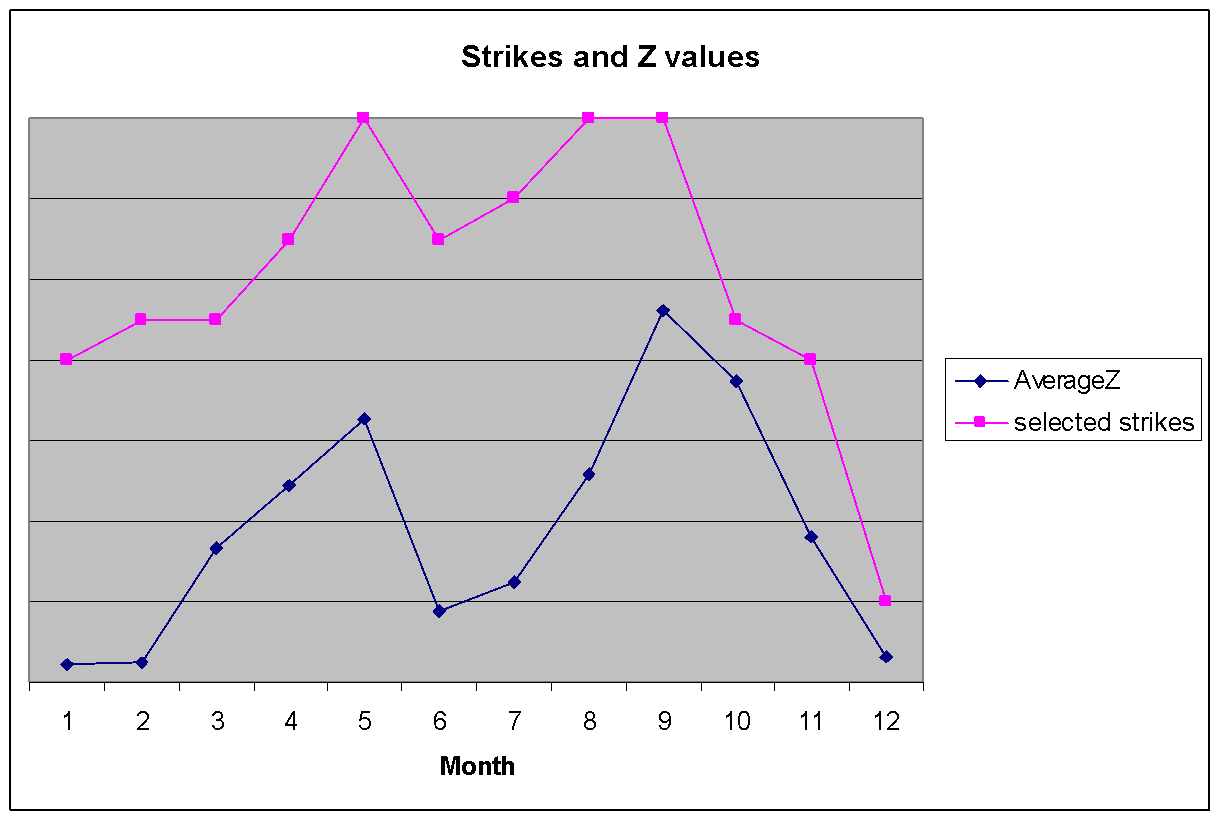 Strikes and Z values
AverageZ
selected strikes
1 2 3 4 5 6 7 8 9 10 11 12
Month